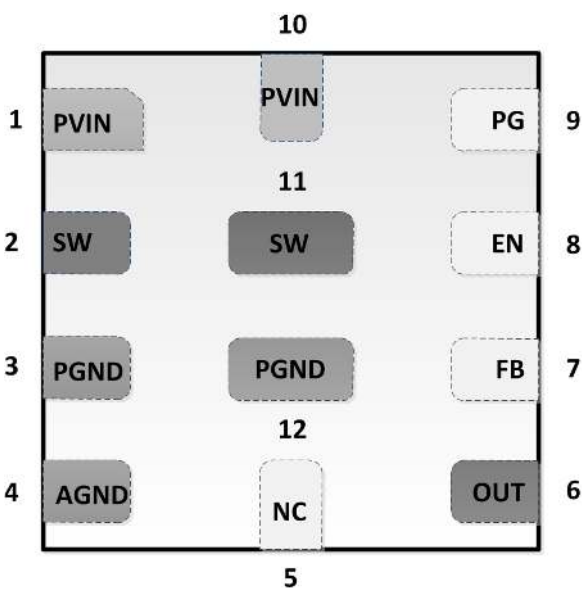 10
1 PVIN PVIN PG 9
11
2 SW SW EN 8
3 PGND PGND FB 7
12
4 AGND NC OUT 6
5